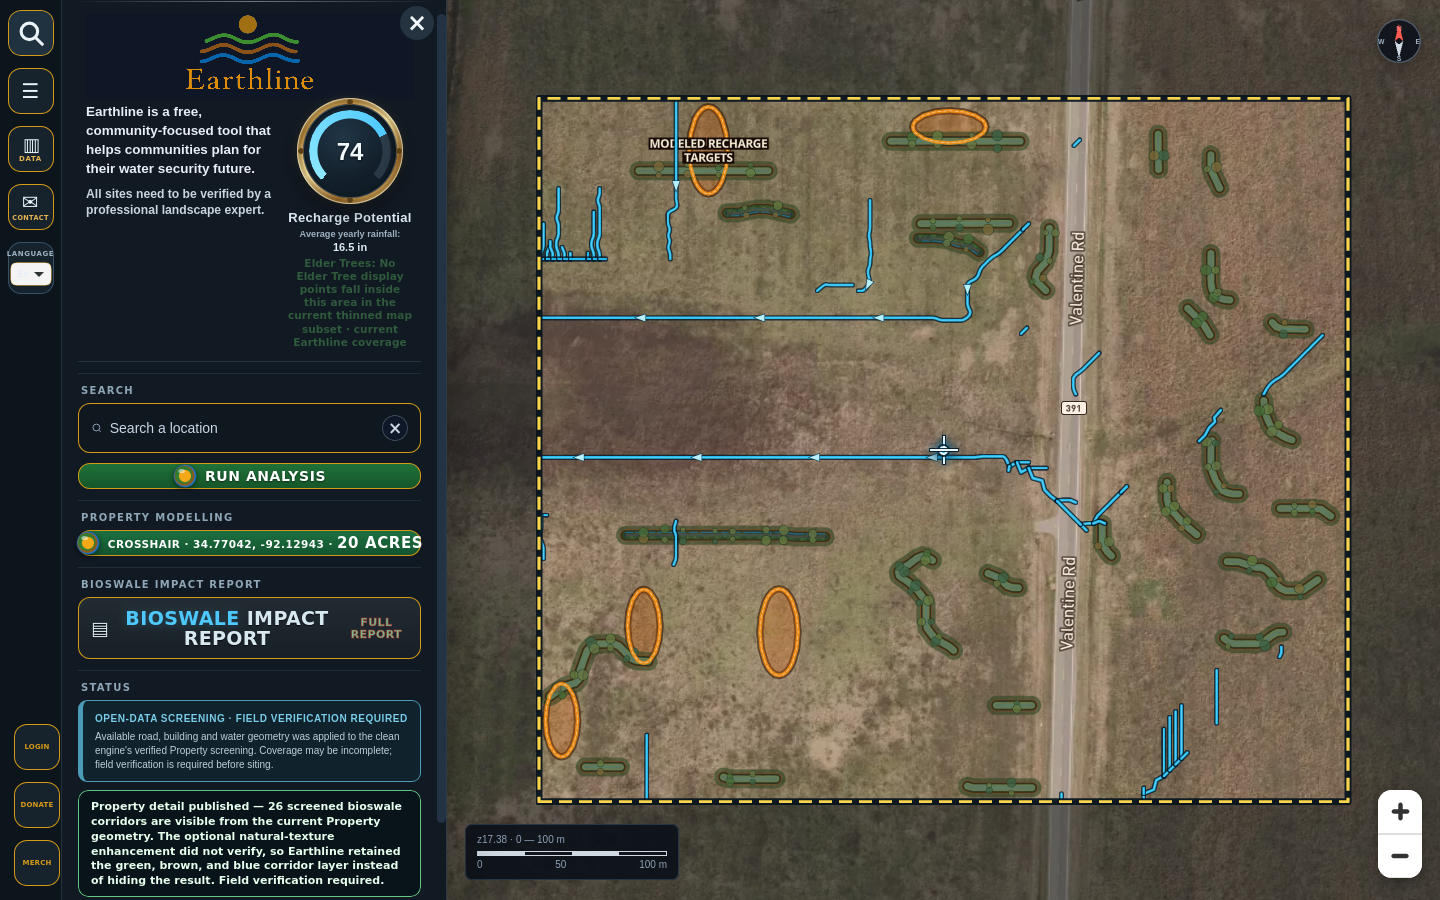 DATA
CONTACT
LANGUAGE
LOGIN
DONATE
MERCH
Earthline
Earthline is a free,
community-focused tool that
helps communities plan for
their water security future.
All sites need to be verified by a
professional landscape expert.
74
Recharge Potential
Average yearly rainfall:
16.5 in
Elder Trees: No
Elder Tree display
points fall inside
this area in the
current thinned map
subset · current
Earthline coverage
SEARCH
Search a location
RUN ANALYSIS
PROPERTY MODELLING
CROSSHAIR · 34.77042, -92.12943 · 20 ACRES
BIOSWALE IMPACT REPORT
BIOSWALE IMPACT
REPORT
FULL
REPORT
STATUS
OPEN-DATA SCREENING · FIELD VERIFICATION REQUIRED
Available road, building and water geometry was applied to the clean
engine's verified Property screening. Coverage may be incomplete;
field verification is required before siting.
Property detail published — 26 screened bioswale
corridors are visible from the current Property
geometry. The optional natural-texture
enhancement did not verify, so Earthline retained
the green, brown, and blue corridor layer instead
of hiding the result. Field verification required.
MODELED RECHARGE
TARGETS
Valentine Rd
391
Valentine Rd
W
E
S
z17.38 · 0 — 100 m
0 50 100 m